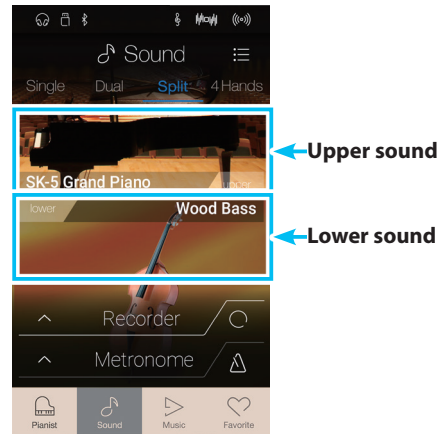 Sound
Single Dual Split 4 Hands
SK-5 Grand Piano upper
Upper sound
lower Wood Bass
Lower sound
Recorder
Metronome
Pianist Sound Music Favorite